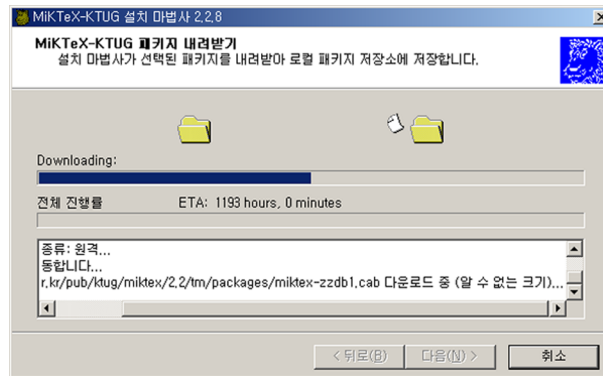 MiKTeX-KTUG 설치 마법사 2.2.8
MiKTeX-KTUG 패키지 내려받기
설치 마법사가 선택된 패키지를 내려받아 로컬 패키지 저장소에 저장합니다.
Downloading:
전체 진행률 ETA: 1193 hours, 0 minutes
종류: 원격...
동합니다...
r.kr/pub/ktug/miktex/2.2/tm/packages/miktex-zzdb1.cab 다운로드 중 (알 수 없는 크기)...
< 뒤로(B) 다음(N) > 취소